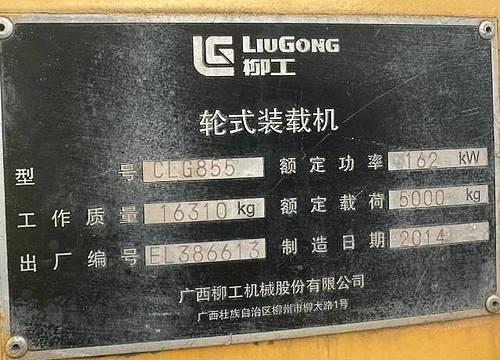 LIUGONG
柳工
轮式装载机
型 号 CLG855 额定功率 162 kW
工作质量 16310 kg 额定载荷 5000 kg
出厂编号 EL386613 制造日期 2014
广西柳工机械股份有限公司
广西壮族自治区柳州市柳太路1号